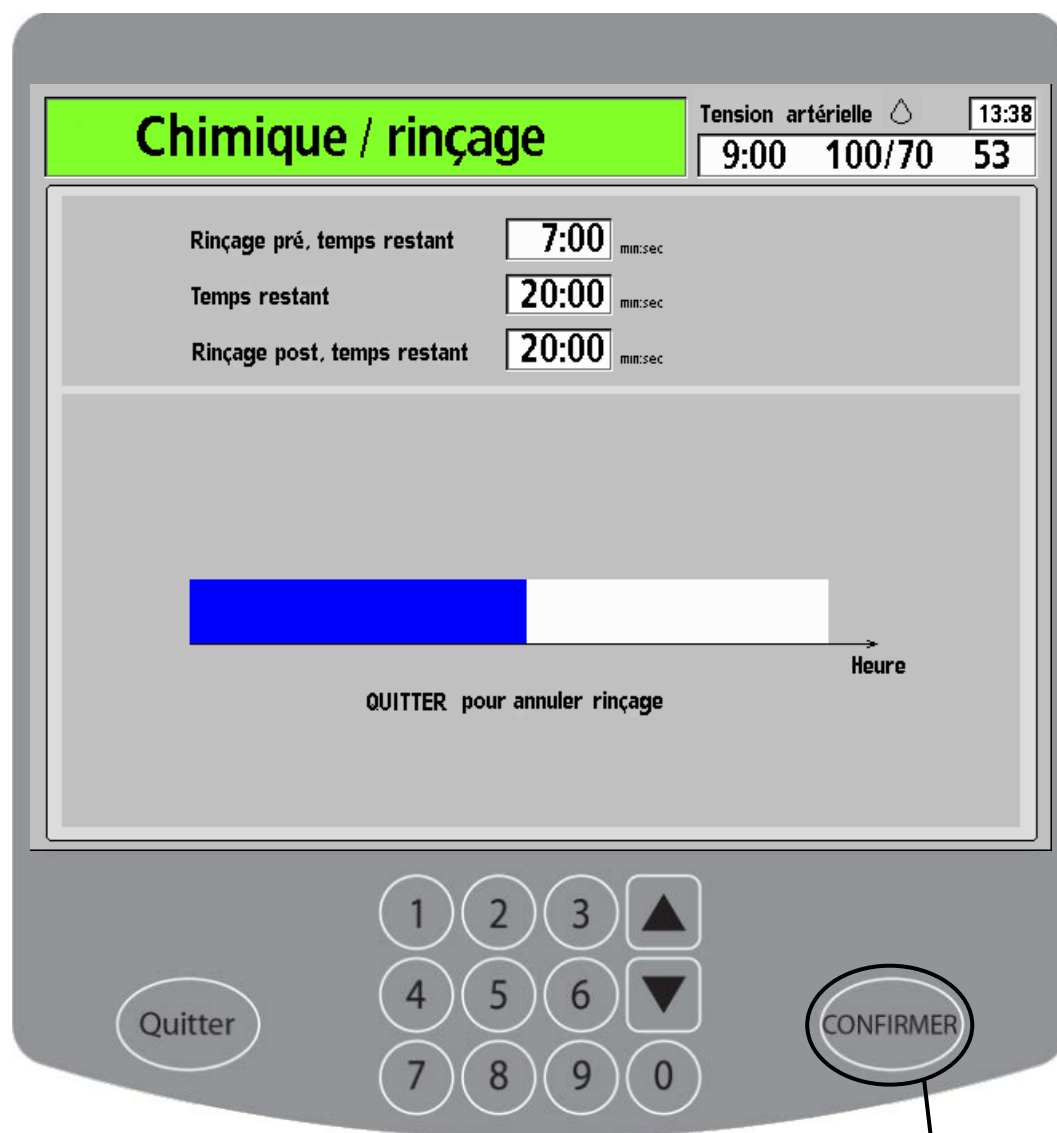 Chimique / rinçage
Tension artérielle 13:38
9:00 100/70 53
Rinçage pré, temps restant 7:00 min:sec
Temps restant 20:00 min:sec
Rinçage post, temps restant 20:00 min:sec
Heure
QUITTER pour annuler rinçage
1 2 3
4 5 6
Quitter
CONFIRMER
7 8 9 0